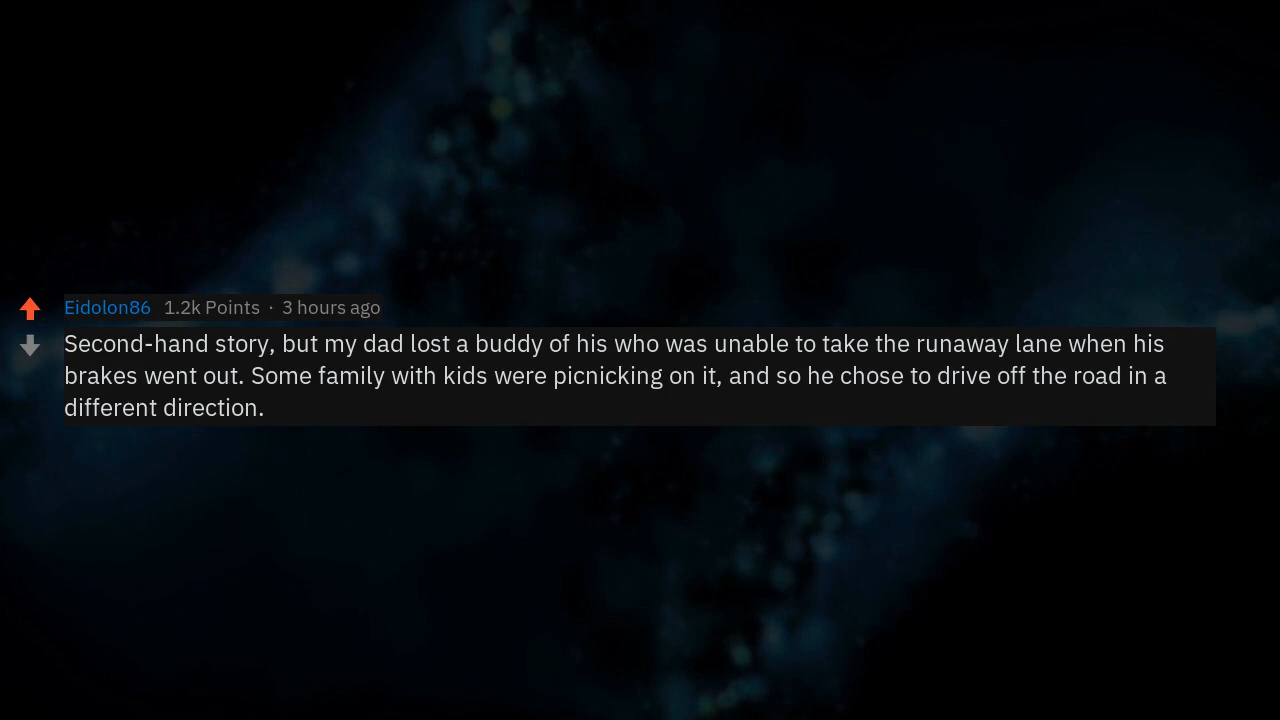 Eidolon86 1.2k Points · 3 hours ago
Second-hand story, but my dad lost a buddy of his who was unable to take the runaway lane when his
brakes went out. Some family with kids were picnicking on it, and so he chose to drive off the road in a
different direction.